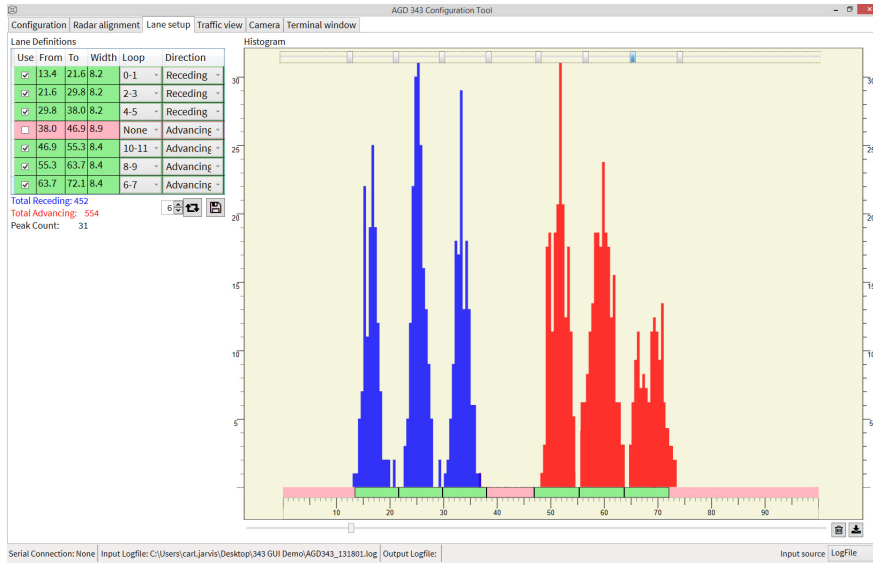 AGD 343 Configuration Tool
Configuration Radar alignment Lane setup Traffic view Camera Terminal window
Lane Definitions
Histogram
Use From To Width Loop Direction
13.4 21.6 8.2 0-1 Receding
21.6 29.8 8.2 2-3 Receding
29.8 38.0 8.2 4-5 Receding
38.0 46.9 8.9 None Advancing
46.9 55.3 8.4 10-11 Advancing
55.3 63.7 8.4 8-9 Advancing
63.7 72.1 8.4 6-7 Advancing
Total Receding: 452
Total Advancing: 554
Peak Count: 31
6
30 30
25 25
20 20
15 15
10 10
5 5
10 20 30 40 50 60 70 80 90
Serial Connection: None Input Logfile: C:\Users\carl.jarvis\Desktop\343 GUI Demo\AGD343_131801.log Output Logfile: Input source LogFile